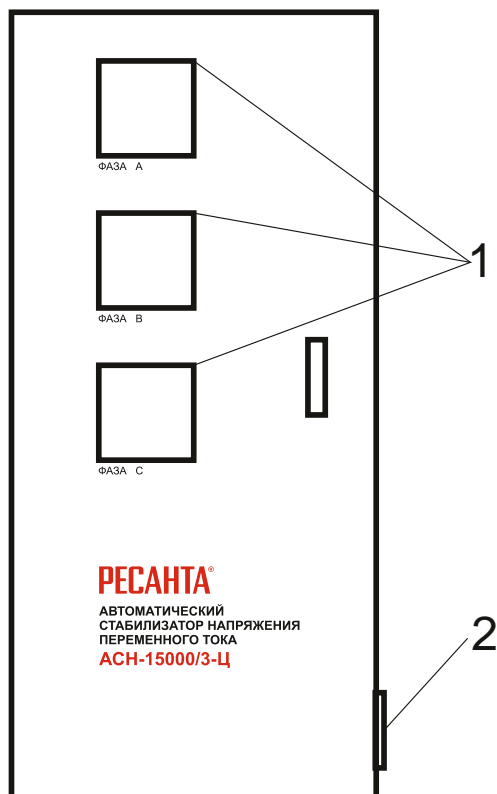 ФАЗА А
1
ФАЗА В
ФАЗА С
РЕСАНТА®
АВТОМАТИЧЕСКИЙ
СТАБИЛИЗАТОР НАПРЯЖЕНИЯ
ПЕРЕМЕННОГО ТОКА
АСН-15000/3-Ц
2